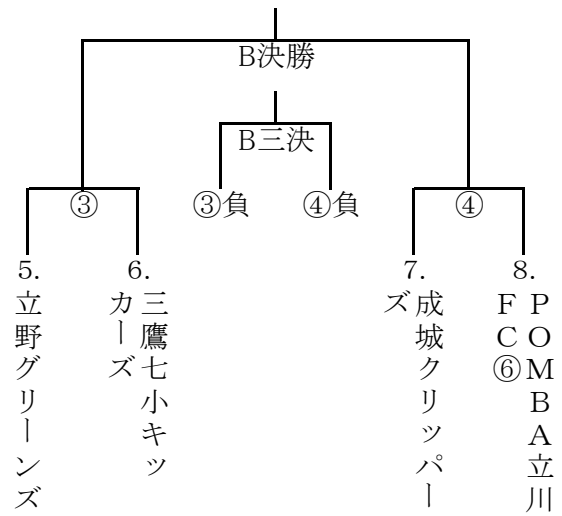 B決勝
B三決
③
③負
④負
④
5.
6.
7.
8.
立野グリーンズ
三鷹七小キッ
カーズ
成城クリッパー
ズ
POMBA立川
FC⑥